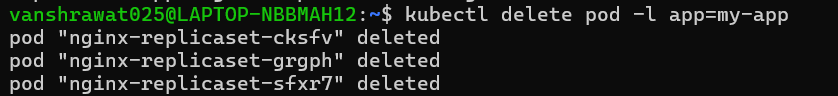 vanshrawat025@LAPTOP-NBBMAH12:~$ kubectl delete pod -l app=my-app
pod "nginx-replicaset-cksfv" deleted
pod "nginx-replicaset-grgph" deleted
pod "nginx-replicaset-sfxr7" deleted